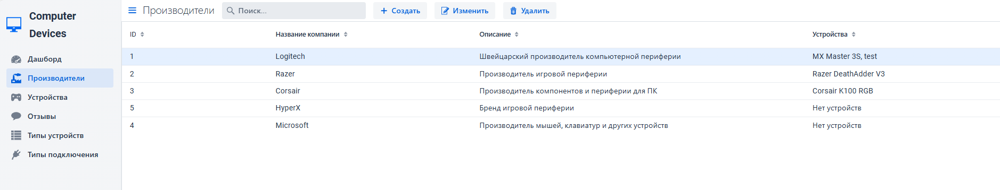 Computer
Devices
Дашборд
Производители
Устройства
Отзывы
Типы устройств
Типы подключения
Производители Поиск... Создать Изменить Удалить
ID Название компании Описание Устройства
1 Logitech Швейцарский производитель компьютерной периферии MX Master 3S, test
2 Razer Производитель игровой периферии Razer DeathAdder V3
3 Corsair Производитель компонентов и периферии для ПК Corsair K100 RGB
5 HyperX Бренд игровой периферии Нет устройств
4 Microsoft Производитель мышей, клавиатур и других устройств Нет устройств